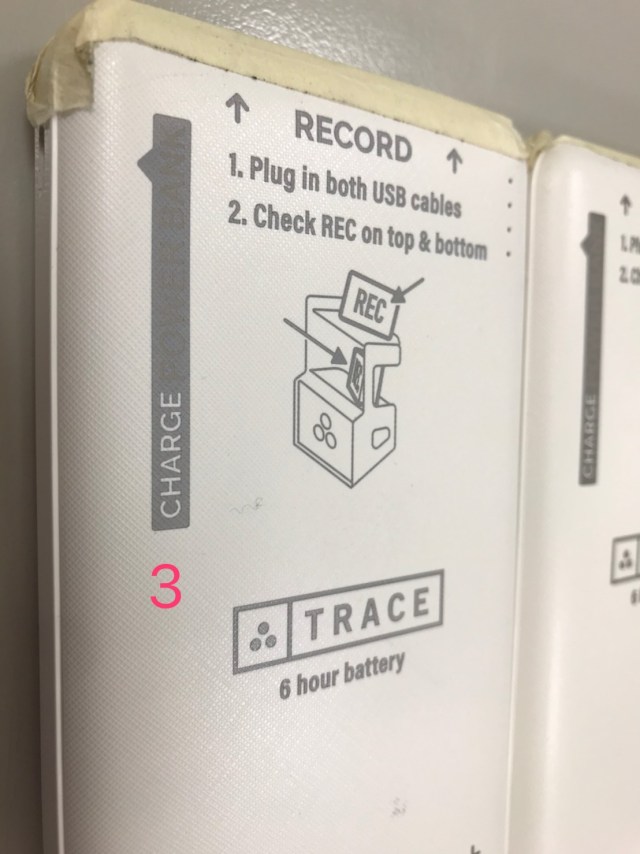 RECORD
1. Plug in both USB cables
2. Check REC on top & bottom
REC
CHARGE
3
TRACE
6 hour battery
CHARGE